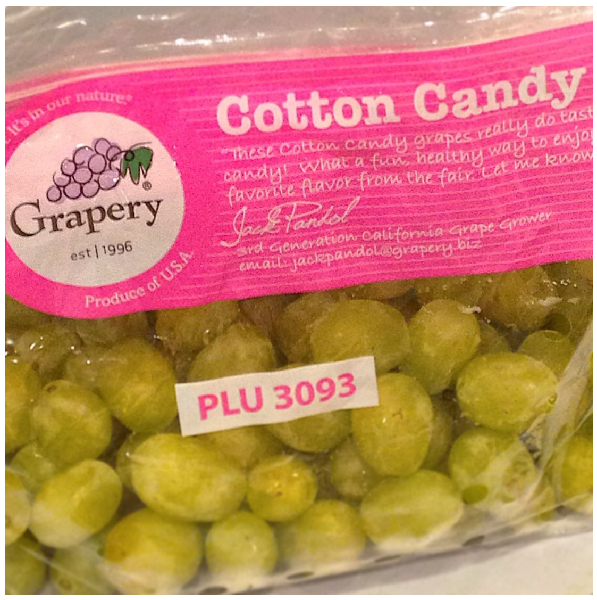 it's in our nature®
Grapery®
est | 1996
Produce of U.S.A.
Cotton Candy
"These Cotton Candy grapes really do tast
candy! What a fun, healthy way to enjoy
favorite flavor from the fair. Let me know
Jack Pandol
3rd Generation California Grape Grower
email: jackpandol@grapery.biz
PLU 3093